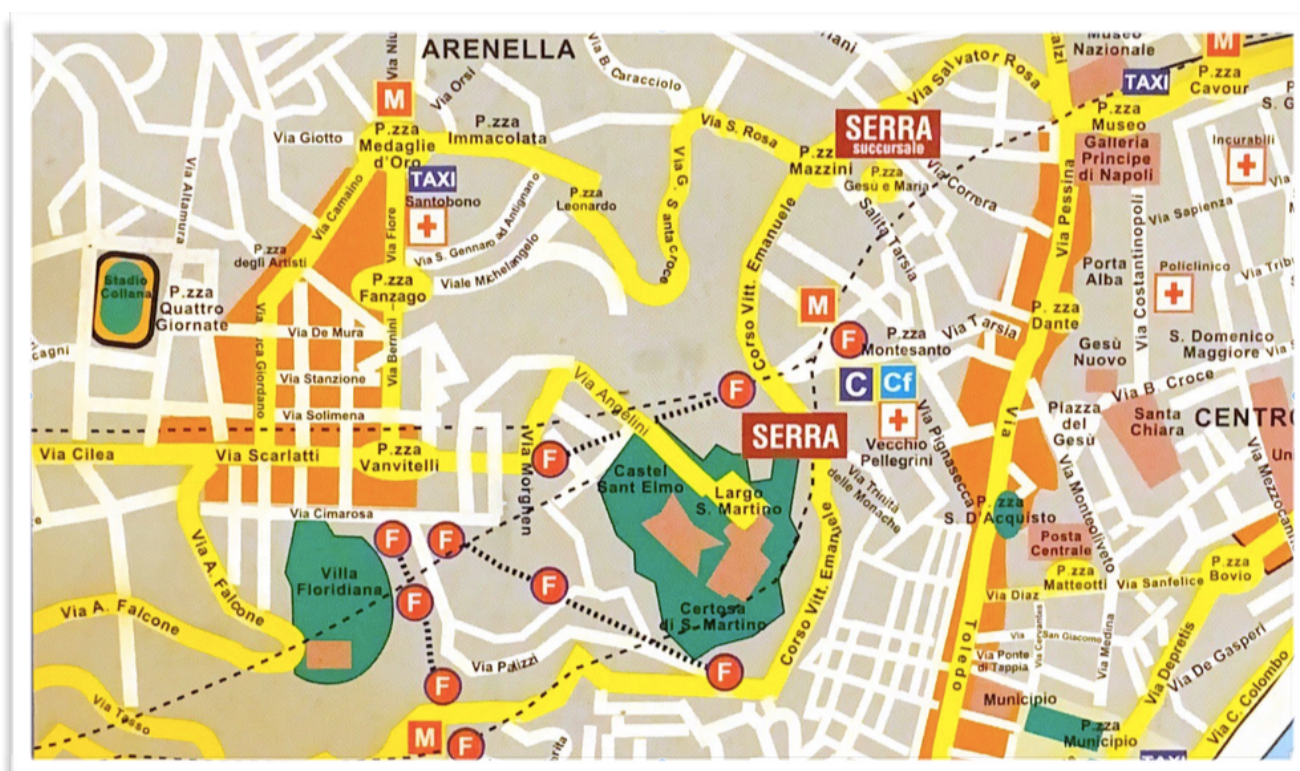 ARENELLA
Via B. Caracciolo
Via Orsi
Via Giotto
P.zza
Medaglie
d'Oro
P.zza
Immacolata
TAXI
Santobono
M
Via Altamura
Via Camaino
Via Fiore
Via S. Gennaro ad Antignano
P.zza
Leonardo
Via G. Santacroce
Via S. Rosa
Via Salvator Rosa
P.zza
degli Artisti
Stadio
Collana
P.zza
Quattro
Giornate
P.zza
Fanzago
Viale Michelangelo
Via De Mura
Via Bernini
Via Stanzione
Via Solimena
Via Cilea
Via Scarlatti
P.zza
Vanvitelli
Via Morghen
Via Cimarosa
Via A. Falcone
Via A. Falcone
Villa
Floridiana
Via Tasso
Via Palizzi
Via Angelini
Castel
Sant Elmo
Largo
S. Martino
Certosa
di S. Martino
SERRA
SERRA
succursale
Mazzini
P.zza
Gesù e Maria
Via Correra
Salita Tarsia
Corso Vitt. Emanuele
Corso Vitt. Emanuele
M
F
P.zza
Montesanto
C
Cf
Vecchio
Pellegrini
Via Tarsia
Via Pignasecca
Via Trinità
delle Monache
Museo
Nazionale
M
TAXI
P.zza
Cavour
P.zza
Museo
Galleria
Principe
di Napoli
Incurabili
Via Pessina
Via Sapienza
Via Costantinopoli
Porta
Alba
Policlinico
P.zza
Dante
Gesù
Nuovo
S. Domenico
Maggiore
Via B. Croce
Piazza
del
Gesù
Santa
Chiara
Via Monteoliveto
Via Toledo
S. D'Acquisto
Posta
Centrale
P.zza
Matteotti
Via Sanfelice
P.zza
Bovio
Via Diaz
Via Cervantes
San Giacomo
Via Medina
Via Ponte
di Tappia
Municipio
P.zza
Municipio
Via Depretis
Via De Gasperi
Via C. Colombo
TAXI
F
F
F
F
F
F
F
F
M
F